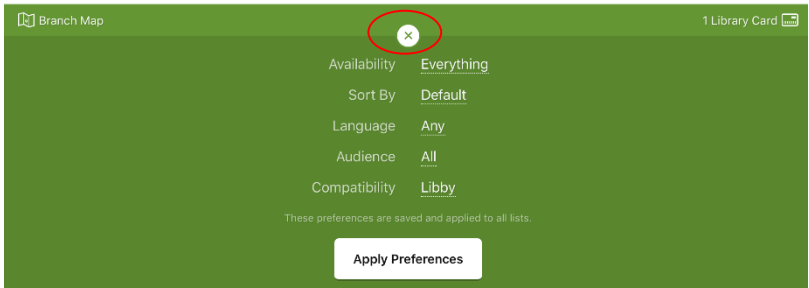 Branch Map 1 Library Card
Availability Everything
Sort By Default
Language Any
Audience All
Compatibility Libby
These preferences are saved and applied to all lists.
Apply Preferences